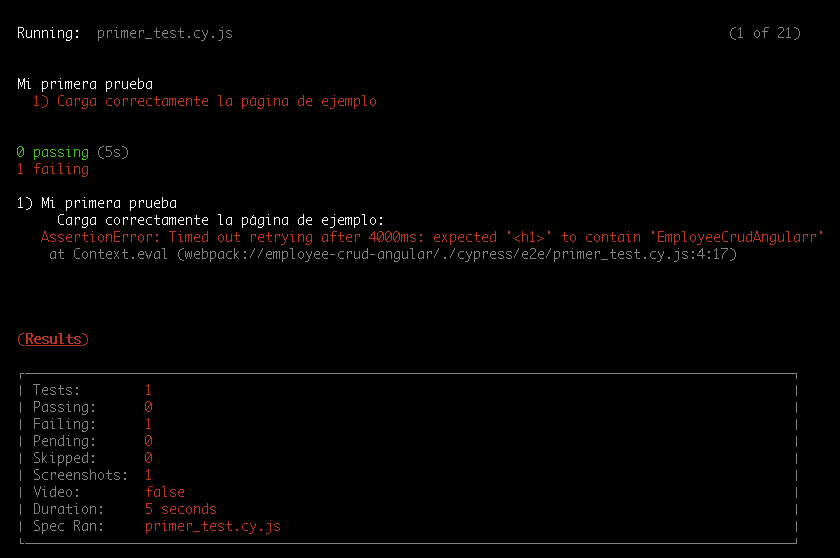 Running:  primer_test.cy.js (1 of 21)
Mi primera prueba
1) Carga correctamente la página de ejemplo
0 passing (5s)
1 failing
1) Mi primera prueba
Carga correctamente la página de ejemplo:
AssertionError: Timed out retrying after 4000ms: expected '<h1>' to contain 'EmployeeCrudAngularr'
at Context.eval (webpack://employee-crud-angular/./cypress/e2e/primer_test.cy.js:4:17)
(Results)
Tests: 1
Passing: 0
Failing: 1
Pending: 0
Skipped: 0
Screenshots: 1
Video: false
Duration: 5 seconds
Spec Ran: primer_test.cy.js